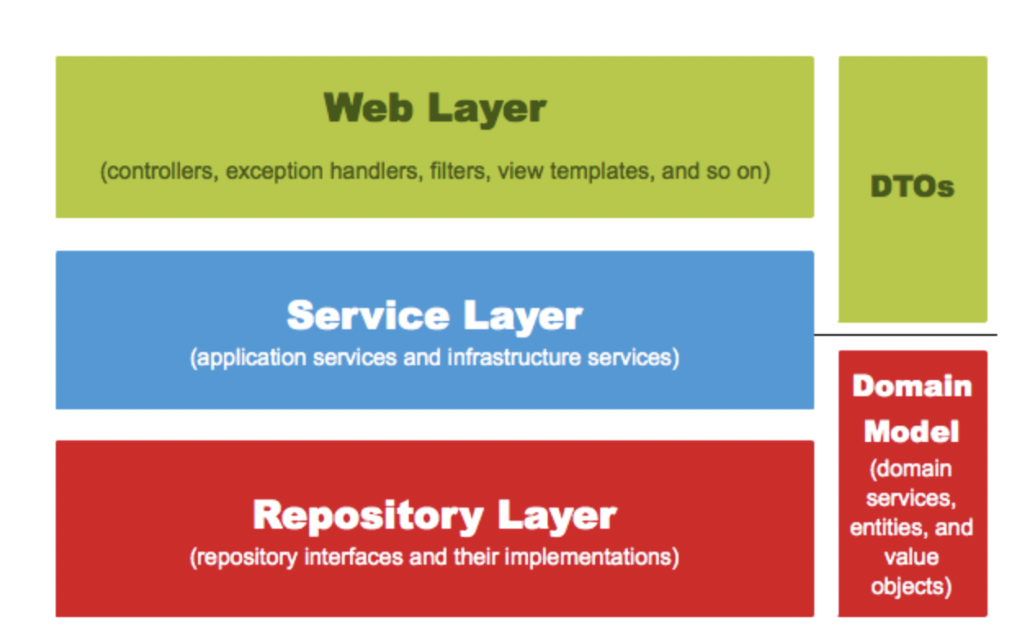 Web Layer
(controllers, exception handlers, filters, view templates, and so on)
DTOs
Service Layer
(application services and infrastructure services)
Repository Layer
(repository interfaces and their implementations)
Domain
Model
(domain
services,
entities, and
value
objects)